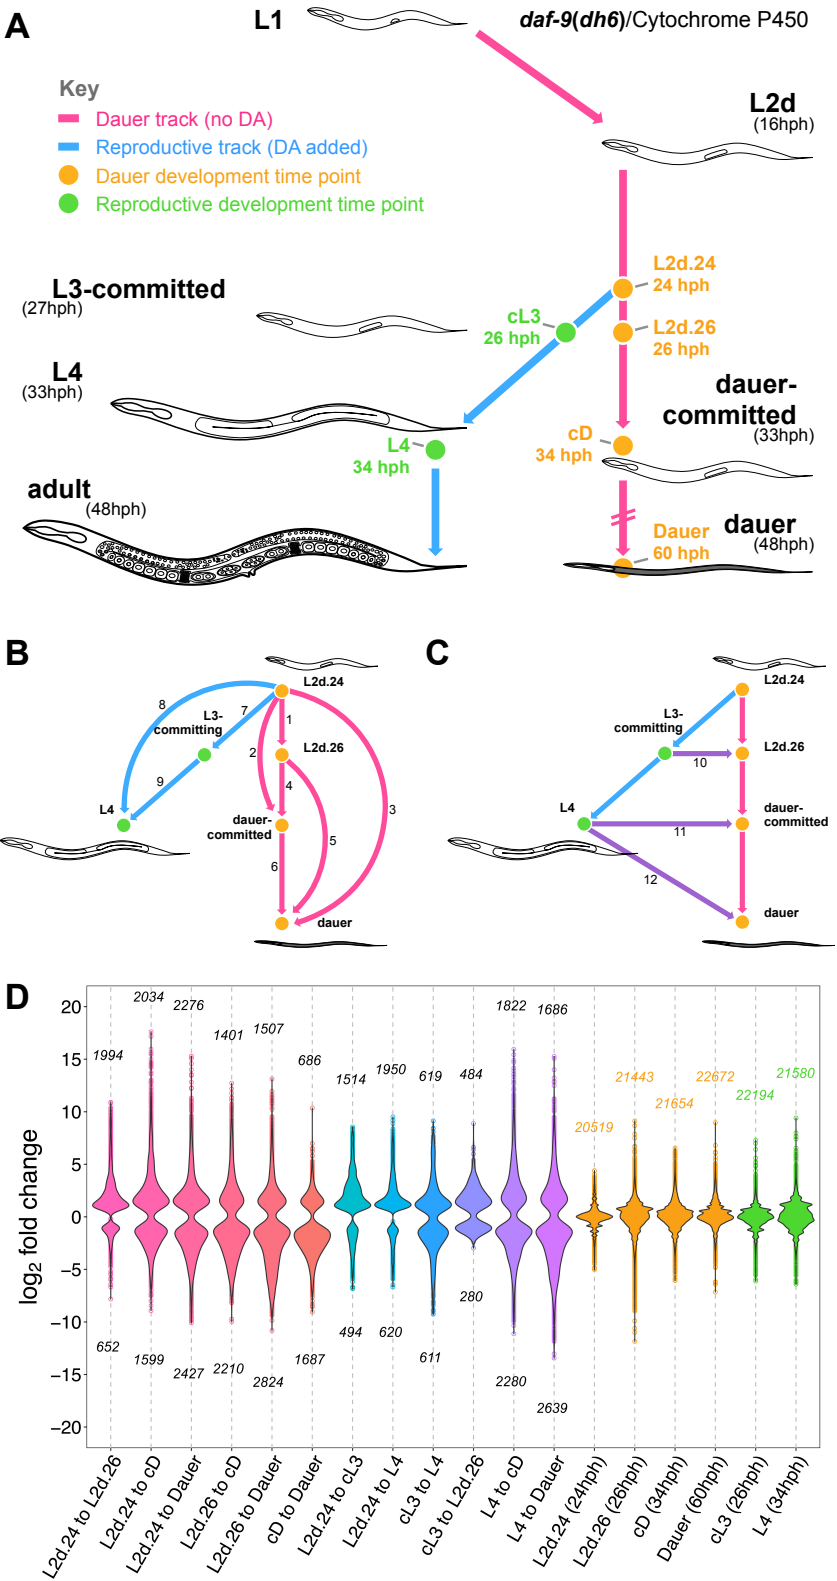 A
L1
daf-9(dh6)/Cytochrome P450
Key
Dauer track (no DA)
Reproductive track (DA added)
Dauer development time point
Reproductive development time point
L2d
(16hph)
L2d.24
24 hph
L3-committed
(27hph)
cL3
26 hph
L2d.26
26 hph
L4
(33hph)
dauer-
committed
(33hph)
cD
34 hph
L4
34 hph
adult
(48hph)
Dauer
60 hph
dauer
(48hph)
B
L2d.24
8
7
L3-
committing
1
L2d.26
2
9
4
3
L4
dauer-
committed
5
6
dauer
C
L2d.24
L3-
committing
L2d.26
10
L4
dauer-
committed
11
12
dauer
D
log2 fold change
20
15
10
5
0
−5
−10
−15
−20
1994
2034
2276
1401
1507
686
1514
1950
619
484
1822
1686
20519
21443
21654
22672
22194
21580
652
1599
2427
2210
2824
1687
494
620
611
280
2280
2639
L2d.24 to L2d.26
L2d.24 to cD
L2d.24 to Dauer
L2d.26 to cD
L2d.26 to Dauer
cD to Dauer
L2d.24 to cL3
L2d.24 to L4
cL3 to L4
cL3 to L2d.26
L4 to cD
L4 to Dauer
L2d.24 (24hph)
L2d.26 (26hph)
cD (34hph)
Dauer (60hph)
cL3 (26hph)
L4 (34hph)